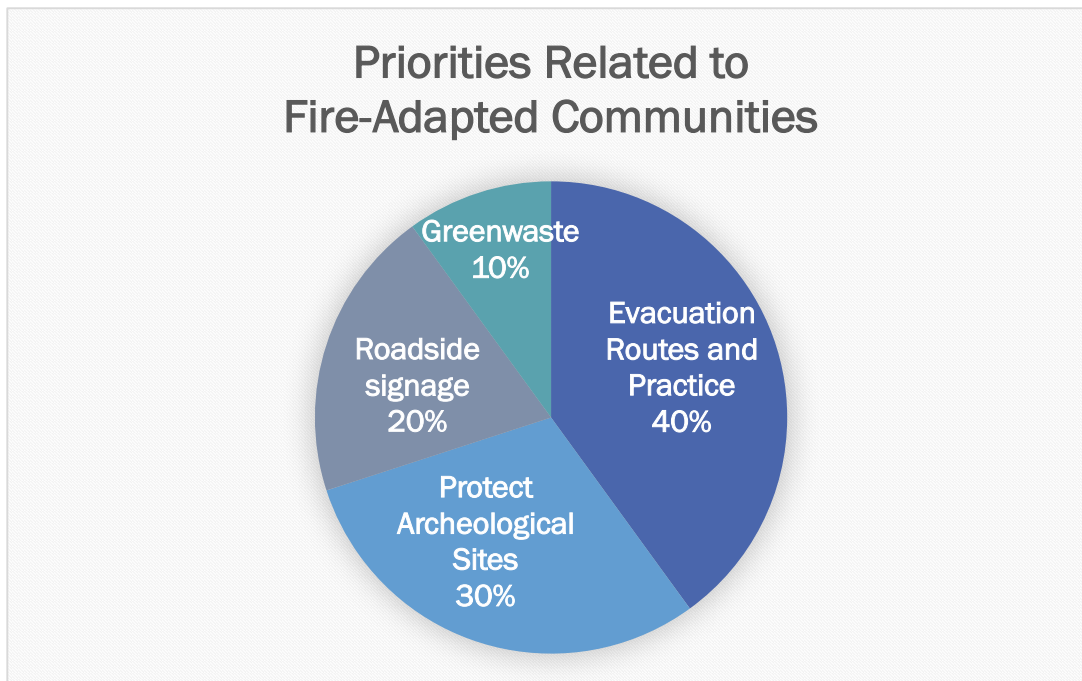 Priorities Related to
Fire-Adapted Communities
Greenwaste
10%
Evacuation
Routes and
Practice
40%
Roadside
signage
20%
Protect
Archeological
Sites
30%